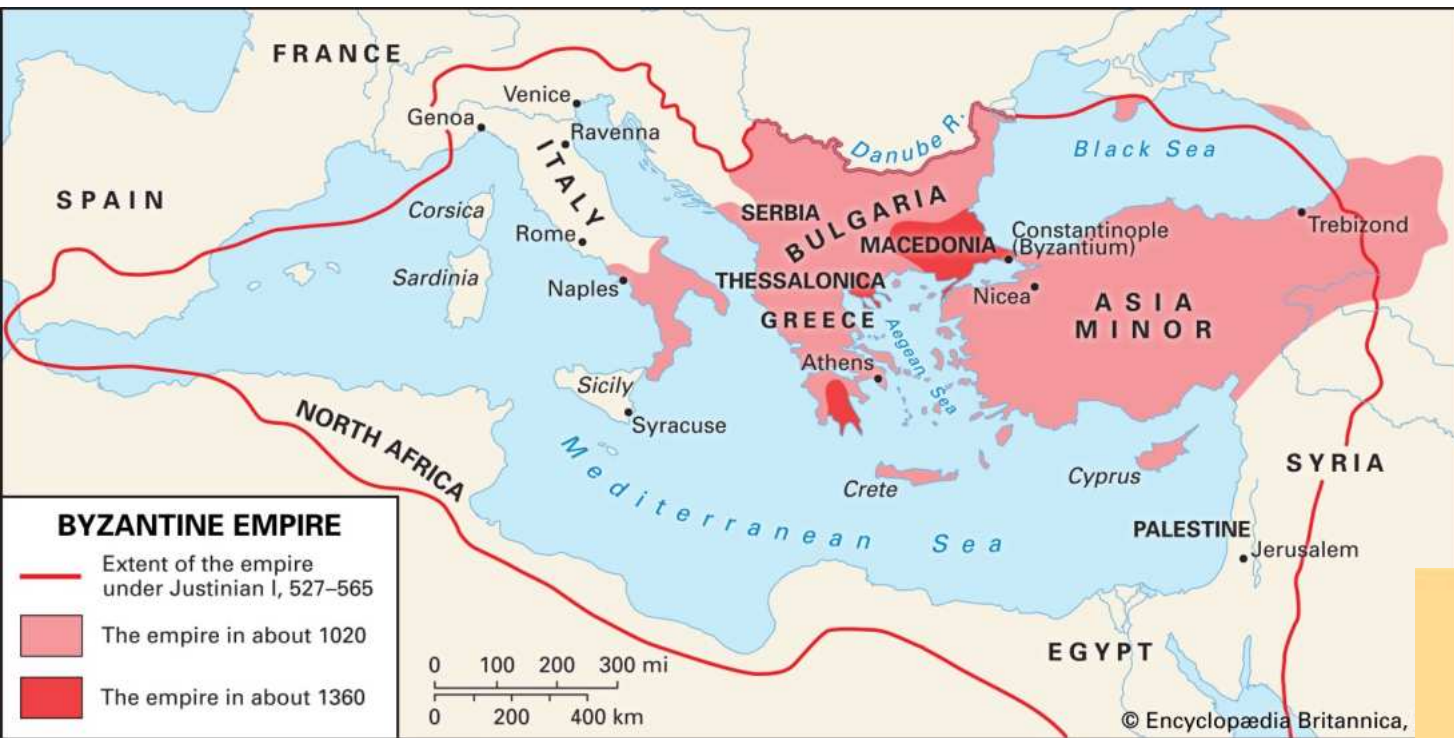 FRANCE
Venice
Genoa
Ravenna
Danube R.
Black Sea
SPAIN
ITALY
Corsica
SERBIA
BULGARIA
Rome
MACEDONIA
Constantinople
(Byzantium)
Trebizond
Sardinia
Naples
THESSALONICA
Nicea
ASIA
MINOR
GREECE
Aegean Sea
Athens
Sicily
Syracuse
NORTH AFRICA
Mediterranean Sea
Crete
Cyprus
SYRIA
PALESTINE
Jerusalem
EGYPT
BYZANTINE EMPIRE
Extent of the empire
under Justinian I, 527–565
The empire in about 1020
The empire in about 1360
0 100 200 300 mi
0 200 400 km
© Encyclopædia Britannica,